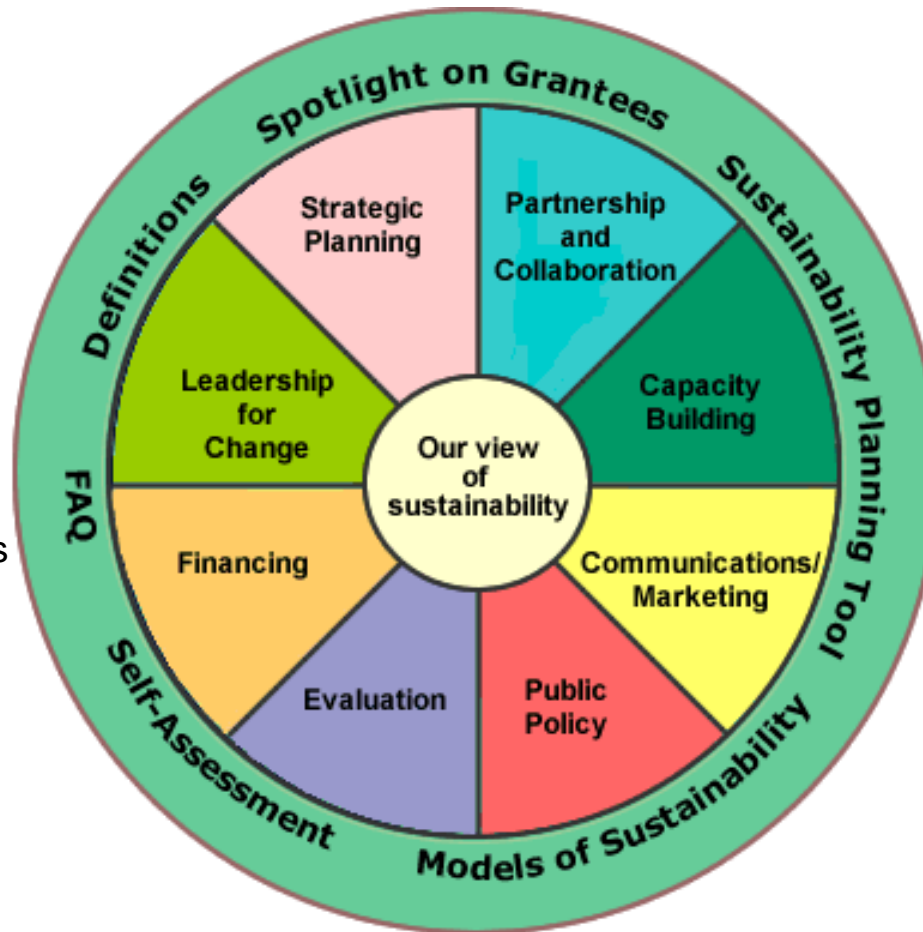 Spotlight on Grantees
Sustainability Planning Tool
Models of Sustainability
Self-Assessment
FAQ
Definitions
Strategic
Planning
Partnership
and
Collaboration
Capacity
Building
Communications/
Marketing
Public
Policy
Evaluation
Financing
Leadership
for
Change
Our view
of
sustainability
s